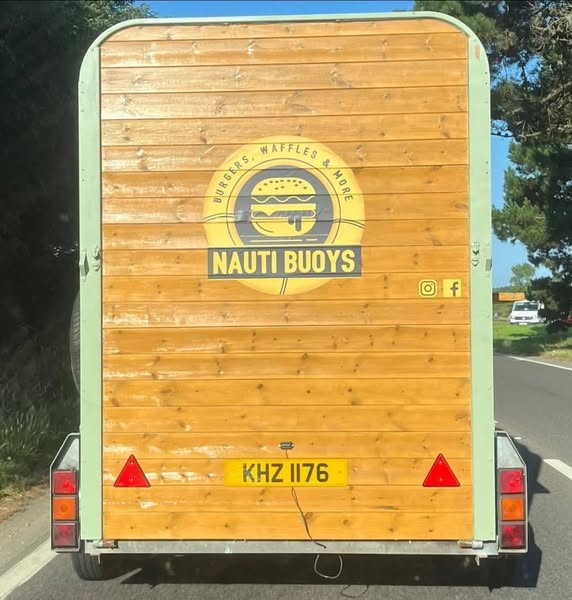 BURGERS, WAFFLES & MORE
NAUTI BUOYS
KHZ 1176